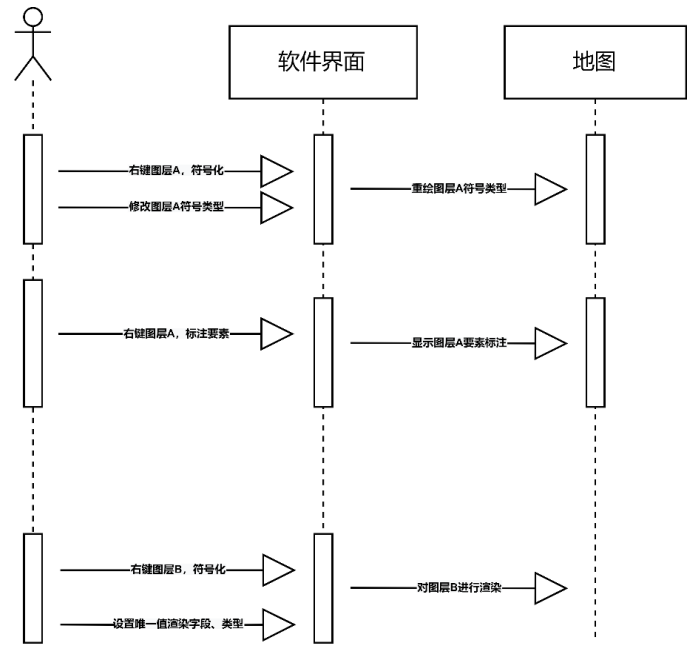 软件界面
地图
右键图层A，符号化
重绘图层A符号类型
修改图层A符号类型
右键图层A，标注要素
显示图层A要素标注
右键图层B，符号化
对图层B进行渲染
设置唯一值渲染字段、类型